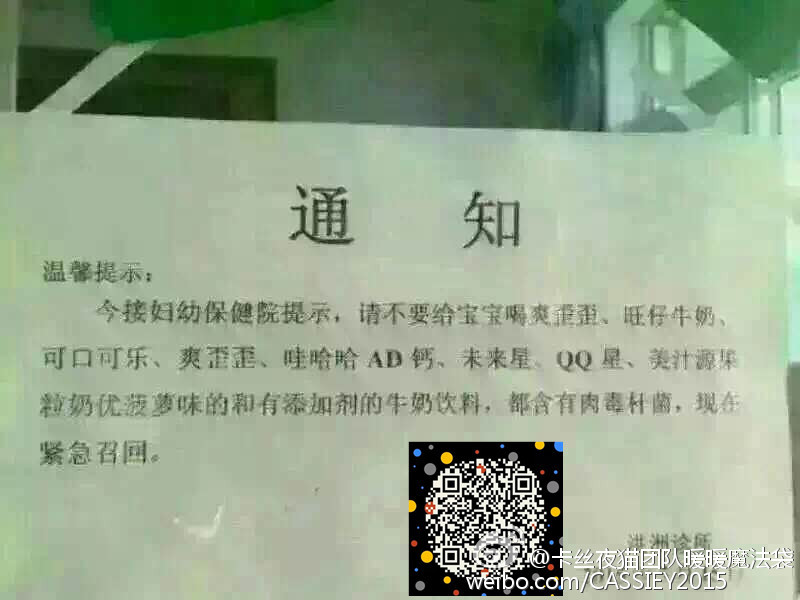 通 知
温馨提示:
今接妇幼保健院提示,请不要给宝宝喝爽歪歪、旺仔牛奶、
可口可乐、爽歪歪、哇哈哈 AD 钙、未来星、QQ 星、美汁源果
粒奶优菠萝味的和有添加剂的牛奶饮料,都含有肉毒杆菌,现在
紧急召回。
洪洲诊所
@卡丝夜猫团队暖暖魔法袋
weibo.com/CASSIEY2015